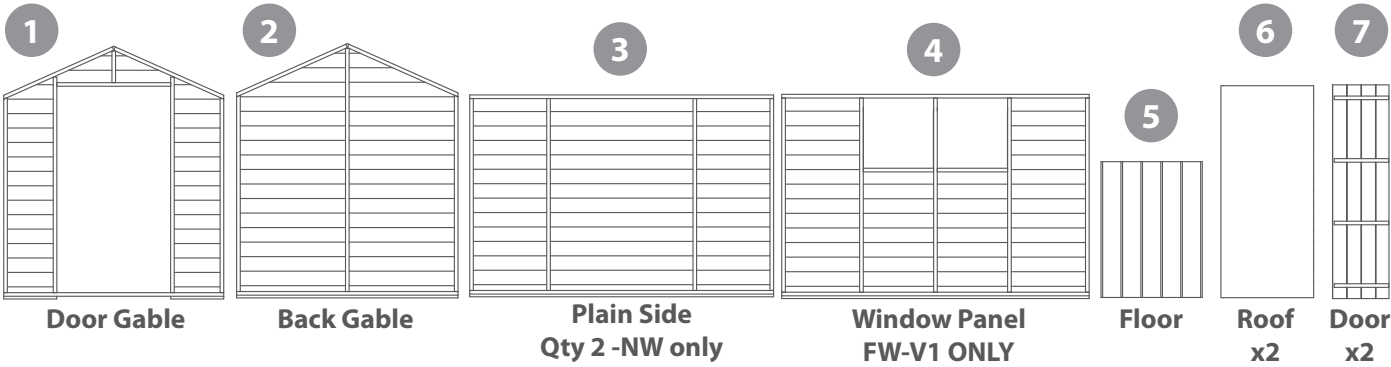 1
2
3
4
5
6
7
Door Gable
Back Gable
Plain Side
Qty 2 -NW only
Window Panel
FW-V1 ONLY
Floor
Roof
x2
Door
x2